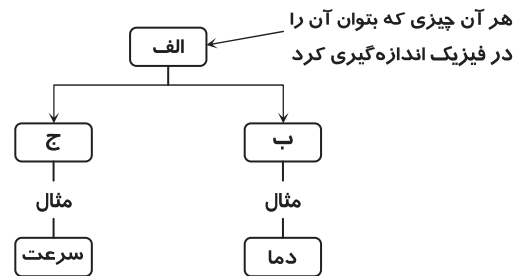 هر آن چیزی که بتوان آن را
در فیزیک اندازه‌گیری کرد
الف
ب
ج
مثال
مثال
دما
سرعت